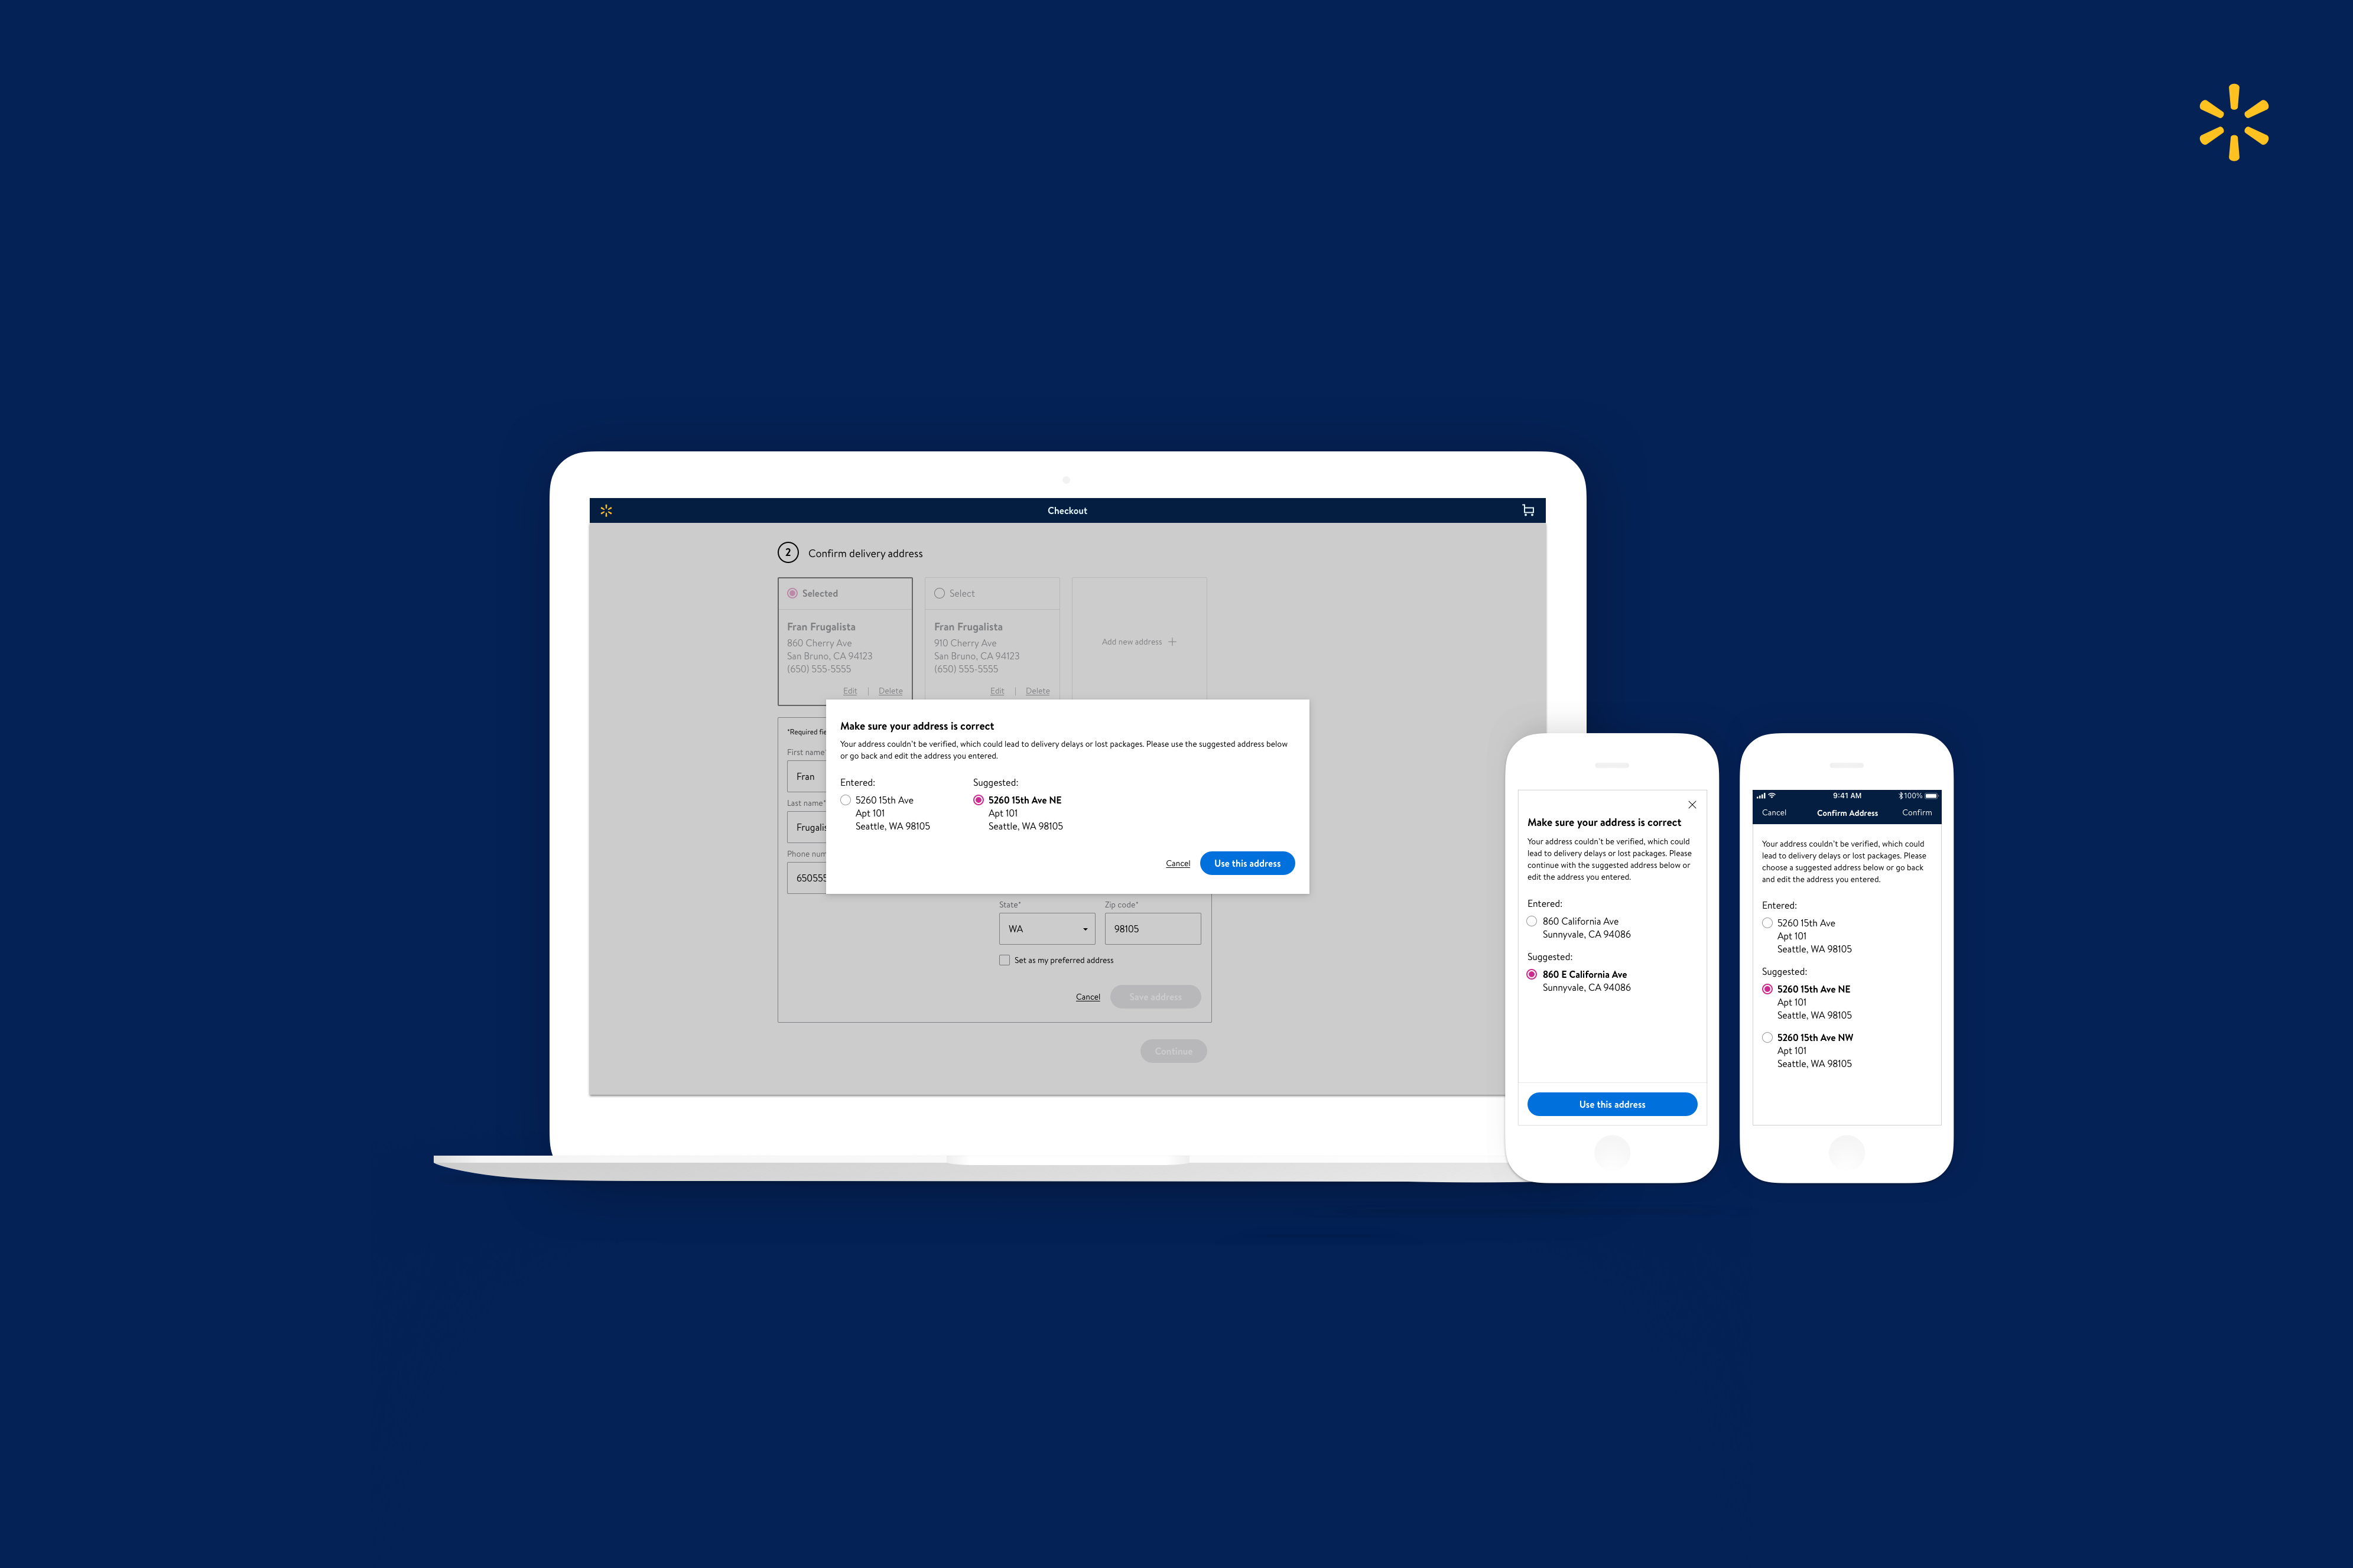 Checkout
2 Confirm delivery address
Selected
Fran Frugalista
860 Cherry Ave
San Bruno, CA 94123
(650) 555-5555
Edit | Delete
Select
Fran Frugalista
910 Cherry Ave
San Bruno, CA 94123
(650) 555-5555
Edit | Delete
Add new address +
*Required fie
First name
Fran
Last name*
Frugalis
Phone num
650555
Make sure your address is correct
Your address couldn't be verified, which could lead to delivery delays or lost packages. Please use the suggested address below
or go back and edit the address you entered.
Entered:
5260 15th Ave
Apt 101
Seattle, WA 98105
Suggested:
5260 15th Ave NE
Apt 101
Seattle, WA 98105
Cancel
Use this address
State*
WA
Zip code*
98105
Set as my preferred address
Cancel
Save address
Continue
Make sure your address is correct
Your address couldn't be verified, which could
lead to delivery delays or lost packages. Please
continue with the suggested address below or
edit the address you entered.
Entered:
860 California Ave
Sunnyvale, CA 94086
Suggested:
860 E California Ave
Sunnyvale, CA 94086
Use this address
9:41 AM
100%
Cancel
Confirm Address
Confirm
Your address couldn't be verified, which could
lead to delivery delays or lost packages. Please
choose a suggested address below or go back
and edit the address you entered.
Entered:
5260 15th Ave
Apt 101
Seattle, WA 98105
Suggested:
5260 15th Ave NE
Apt 101
Seattle, WA 98105
5260 15th Ave NW
Apt 101
Seattle, WA 98105